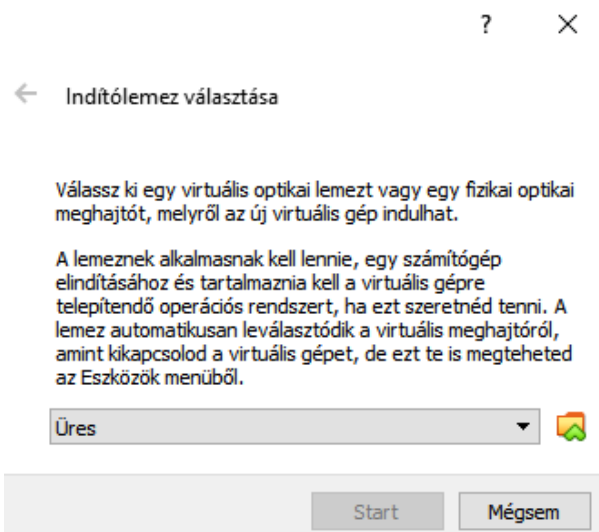 ?
Indítólemez választása
Válassz ki egy virtuális optikai lemezt vagy egy fizikai optikai
meghajtót, melyről az új virtuális gép indulhat.
A lemeznek alkalmasnak kell lennie, egy számítógép
elindításához és tartalmaznia kell a virtuális gépre
telepítendő operációs rendszert, ha ezt szeretnéd tenni. A
lemez automatikusan leválasztódik a virtuális meghajtóról,
amint kikapcsolod a virtuális gépet, de ezt te is megteheted
az Eszközök menüből.
Üres
Start Mégsem